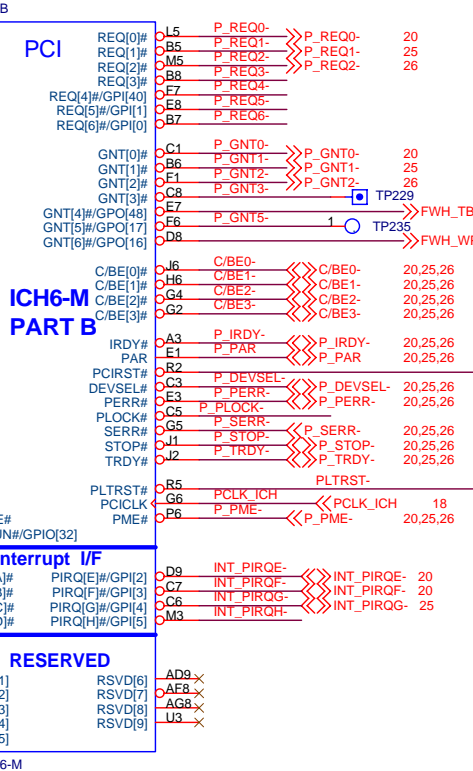 B
PCI
REQ[0]# L5 P_REQ0- P_REQ0- 20
REQ[1]# B5 P_REQ1- P_REQ1- 25
REQ[2]# M5 P_REQ2- P_REQ2- 26
REQ[3]# B8 P_REQ3-
REQ[4]#/GPI[40] F7 P_REQ4-
REQ[5]#/GPI[1] E8 P_REQ5-
REQ[6]#/GPI[0] B7 P_REQ6-
GNT[0]# C1 P_GNT0- P_GNT0- 20
GNT[1]# B6 P_GNT1- P_GNT1- 25
GNT[2]# F1 P_GNT2- P_GNT2- 26
GNT[3]# C8 P_GNT3- TP229
GNT[4]#/GPO[48] E7 FWH_TB
GNT[5]#/GPO[17] F6 P_GNT5- 1 TP235
GNT[6]#/GPO[16] D8 FWH_W
C/BE[0]# J6 C/BE0- C/BE0- 20,25,26
C/BE[1]# H6 C/BE1- C/BE1- 20,25,26
C/BE[2]# G4 C/BE2- C/BE2- 20,25,26
C/BE[3]# G2 C/BE3- C/BE3- 20,25,26
ICH6-M
PART B
IRDY# A3 P_IRDY- P_IRDY- 20,25,26
PAR E1 P_PAR P_PAR 20,25,26
PCIRST# R2
DEVSEL# C3 P_DEVSEL- P_DEVSEL- 20,25,26
PERR# E3 P_PERR- P_PERR- 20,25,26
PLOCK# C5 P_PLOCK-
SERR# G5 P_SERR- P_SERR- 20,25,26
STOP# J1 P_STOP- P_STOP- 20,25,26
TRDY# J2 P_TRDY- P_TRDY- 20,25,26
PLTRST# R5 PLTRST-
PCICLK G6 PCLK_ICH PCLK_ICH 18
PME# P6 P_PME- P_PME- 20,25,26
E#
UN#/GPIO[32]
nterrupt I/F
]# PIRQ[E]#/GPI[2] D9 INT_PIRQE- INT_PIRQE- 20
]# PIRQ[F]#/GPI[3] C7 INT_PIRQF- INT_PIRQF- 20
]# PIRQ[G]#/GPI[4] C6 INT_PIRQG- INT_PIRQG- 25
]# PIRQ[H]#/GPI[5] M3 INT_PIRQH-
RESERVED
1] RSVD[6] AD9
2] RSVD[7] AF8
3] RSVD[8] AG8
4] RSVD[9] U3
5]
6-M